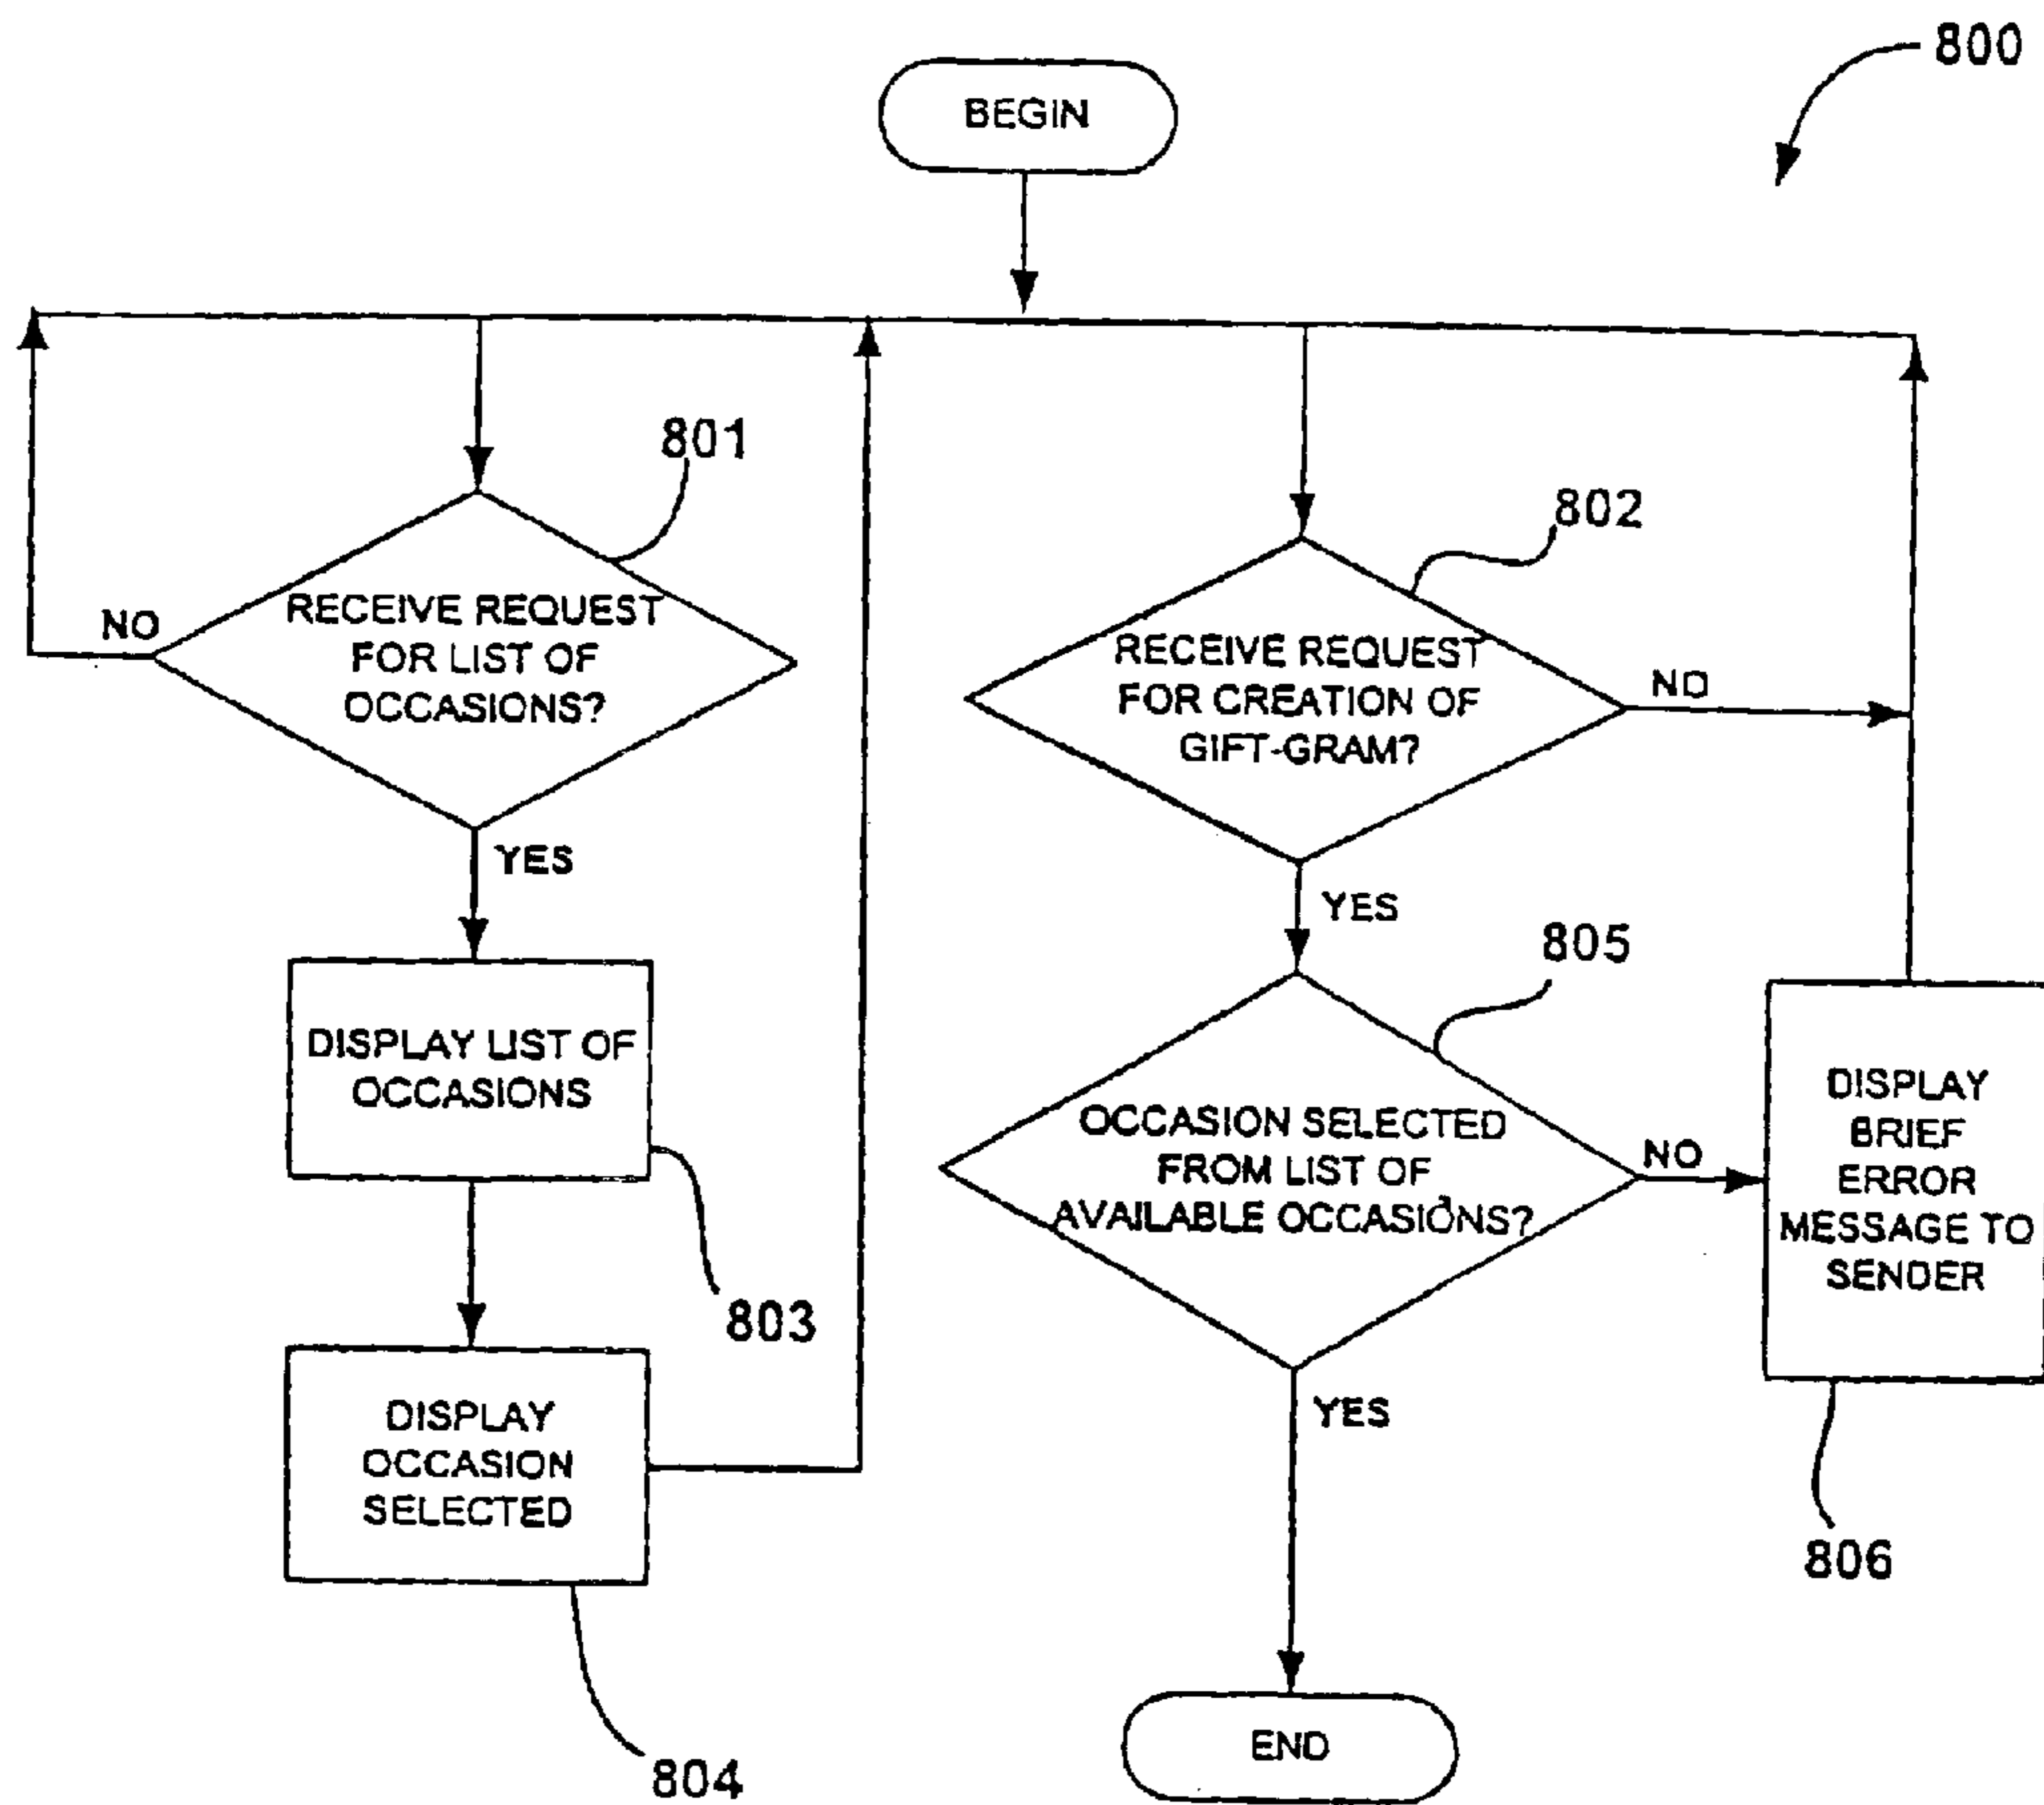 800
BEGIN
801
802
RECEIVE REQUEST
FOR LIST OF
OCCASIONS?
NO
YES
RECEIVE REQUEST
FOR CREATION OF
GIFT-GRAM?
NO
YES
DISPLAY LIST OF
OCCASIONS
803
805
OCCASION SELECTED
FROM LIST OF
AVAILABLE OCCASIONS?
NO
YES
DISPLAY
BRIEF
ERROR
MESSAGE TO
SENDER
806
DISPLAY
OCCASION
SELECTED
804
END